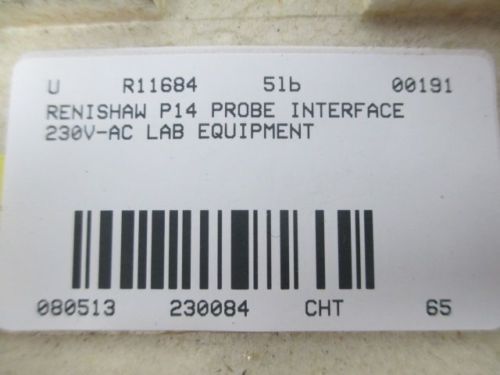 U R11684 5lb 00191
RENISHAW P14 PROBE INTERFACE
230V-AC LAB EQUIPMENT
080513 230084 CHT 65